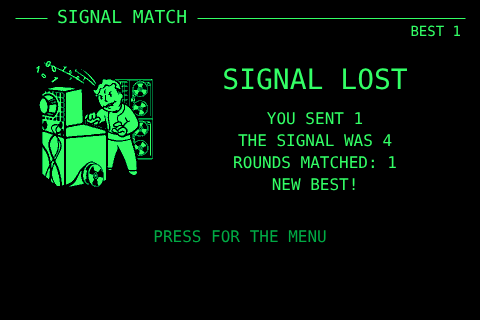 SIGNAL MATCH
BEST 1
SIGNAL LOST
YOU SENT 1
THE SIGNAL WAS 4
ROUNDS MATCHED: 1
NEW BEST!
PRESS FOR THE MENU